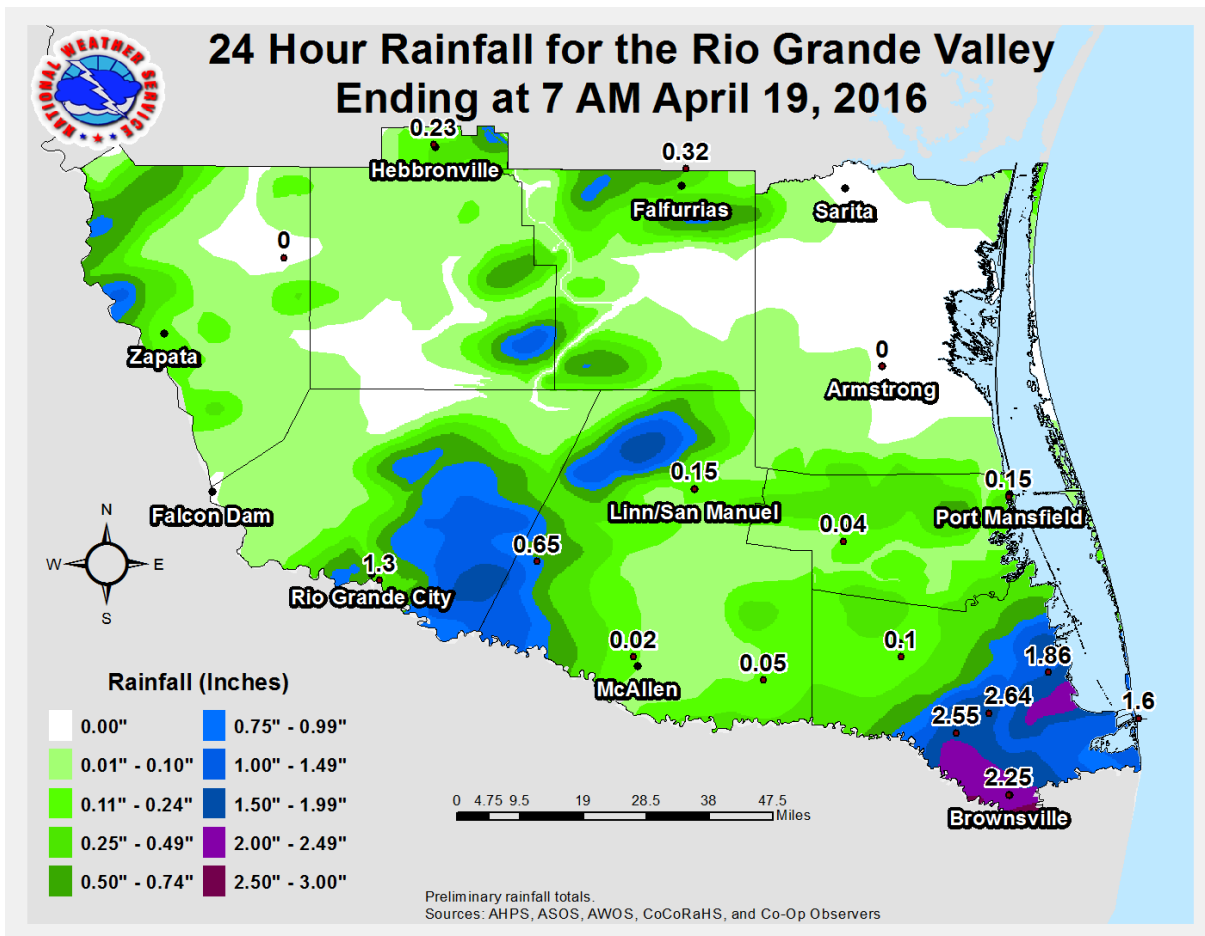 24 Hour Rainfall for the Rio Grande Valley
Ending at 7 AM April 19, 2016
NATIONAL WEATHER SERVICE
0.23
Hebbronville
0.32
Falfurrias
Sarita
0
Zapata
0
Armstrong
0.15
Linn/San Manuel
0.15
Port Mansfield
Falcon Dam
0.04
0.65
1.3
Rio Grande City
N
W
E
S
0.02
McAllen
0.05
0.1
1.86
2.64
1.6
2.55
2.25
Brownsville
Rainfall (Inches)
0.00"
0.01" - 0.10"
0.11" - 0.24"
0.25" - 0.49"
0.50" - 0.74"
0.75" - 0.99"
1.00" - 1.49"
1.50" - 1.99"
2.00" - 2.49"
2.50" - 3.00"
0 4.75 9.5 19 28.5 38 47.5
Miles
Preliminary rainfall totals.
Sources: AHPS, ASOS, AWOS, CoCoRaHS, and Co-Op Observers